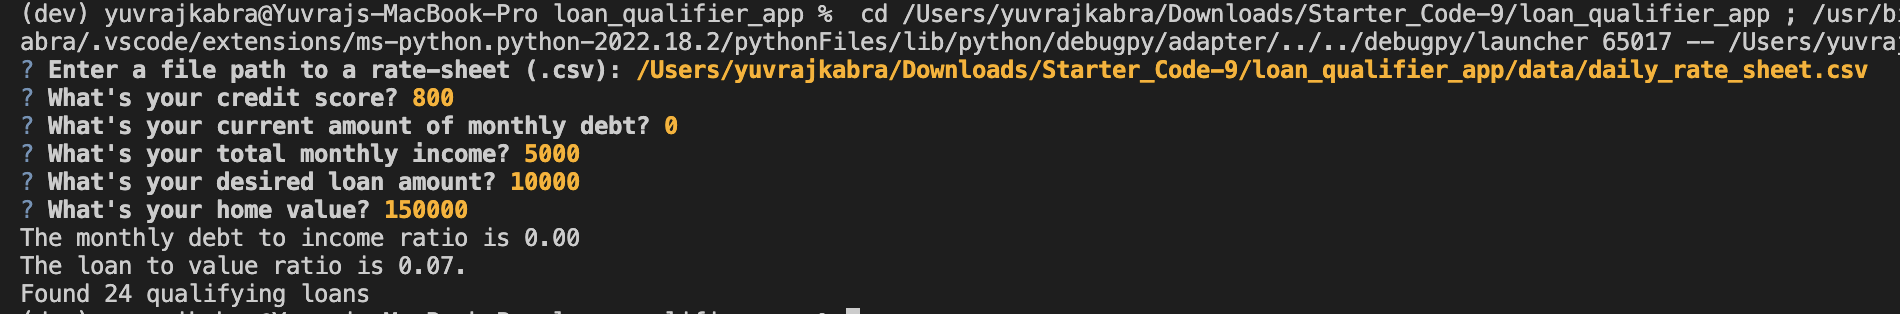 (dev) yuvrajkabra@Yuvrajs-MacBook-Pro loan_qualifier_app %  cd /Users/yuvrajkabra/Downloads/Starter_Code-9/loan_qualifier_app ; /usr/b
abra/.vscode/extensions/ms-python.python-2022.18.2/pythonFiles/lib/python/debugpy/adapter/../../debugpy/launcher 65017 -- /Users/yuvra
? Enter a file path to a rate-sheet (.csv): /Users/yuvrajkabra/Downloads/Starter_Code-9/loan_qualifier_app/data/daily_rate_sheet.csv
? What's your credit score? 800
? What's your current amount of monthly debt? 0
? What's your total monthly income? 5000
? What's your desired loan amount? 10000
? What's your home value? 150000
The monthly debt to income ratio is 0.00
The loan to value ratio is 0.07.
Found 24 qualifying loans